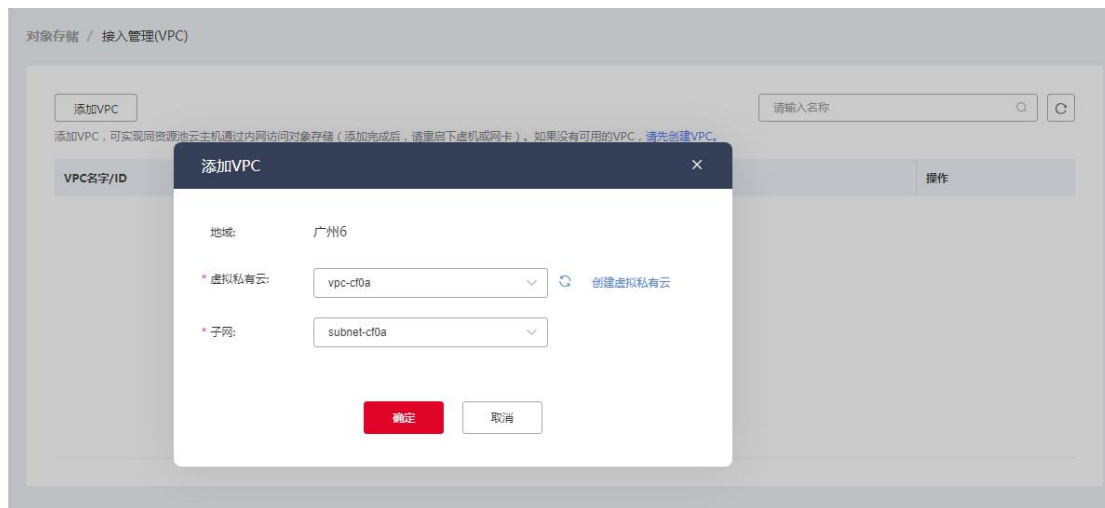 对象存储 / 接入管理(VPC)
添加VPC
请输入名称
添加VPC，可实现同资源池云主机通过内网访问对象存储（添加完成后，请重启下虚机或网卡）。如果没有可用的VPC，请先创建VPC。
VPC名字/ID
操作
添加VPC
地域: 广州6
* 虚拟私有云: vpc-cf0a 创建虚拟私有云
* 子网: subnet-cf0a
确定 取消